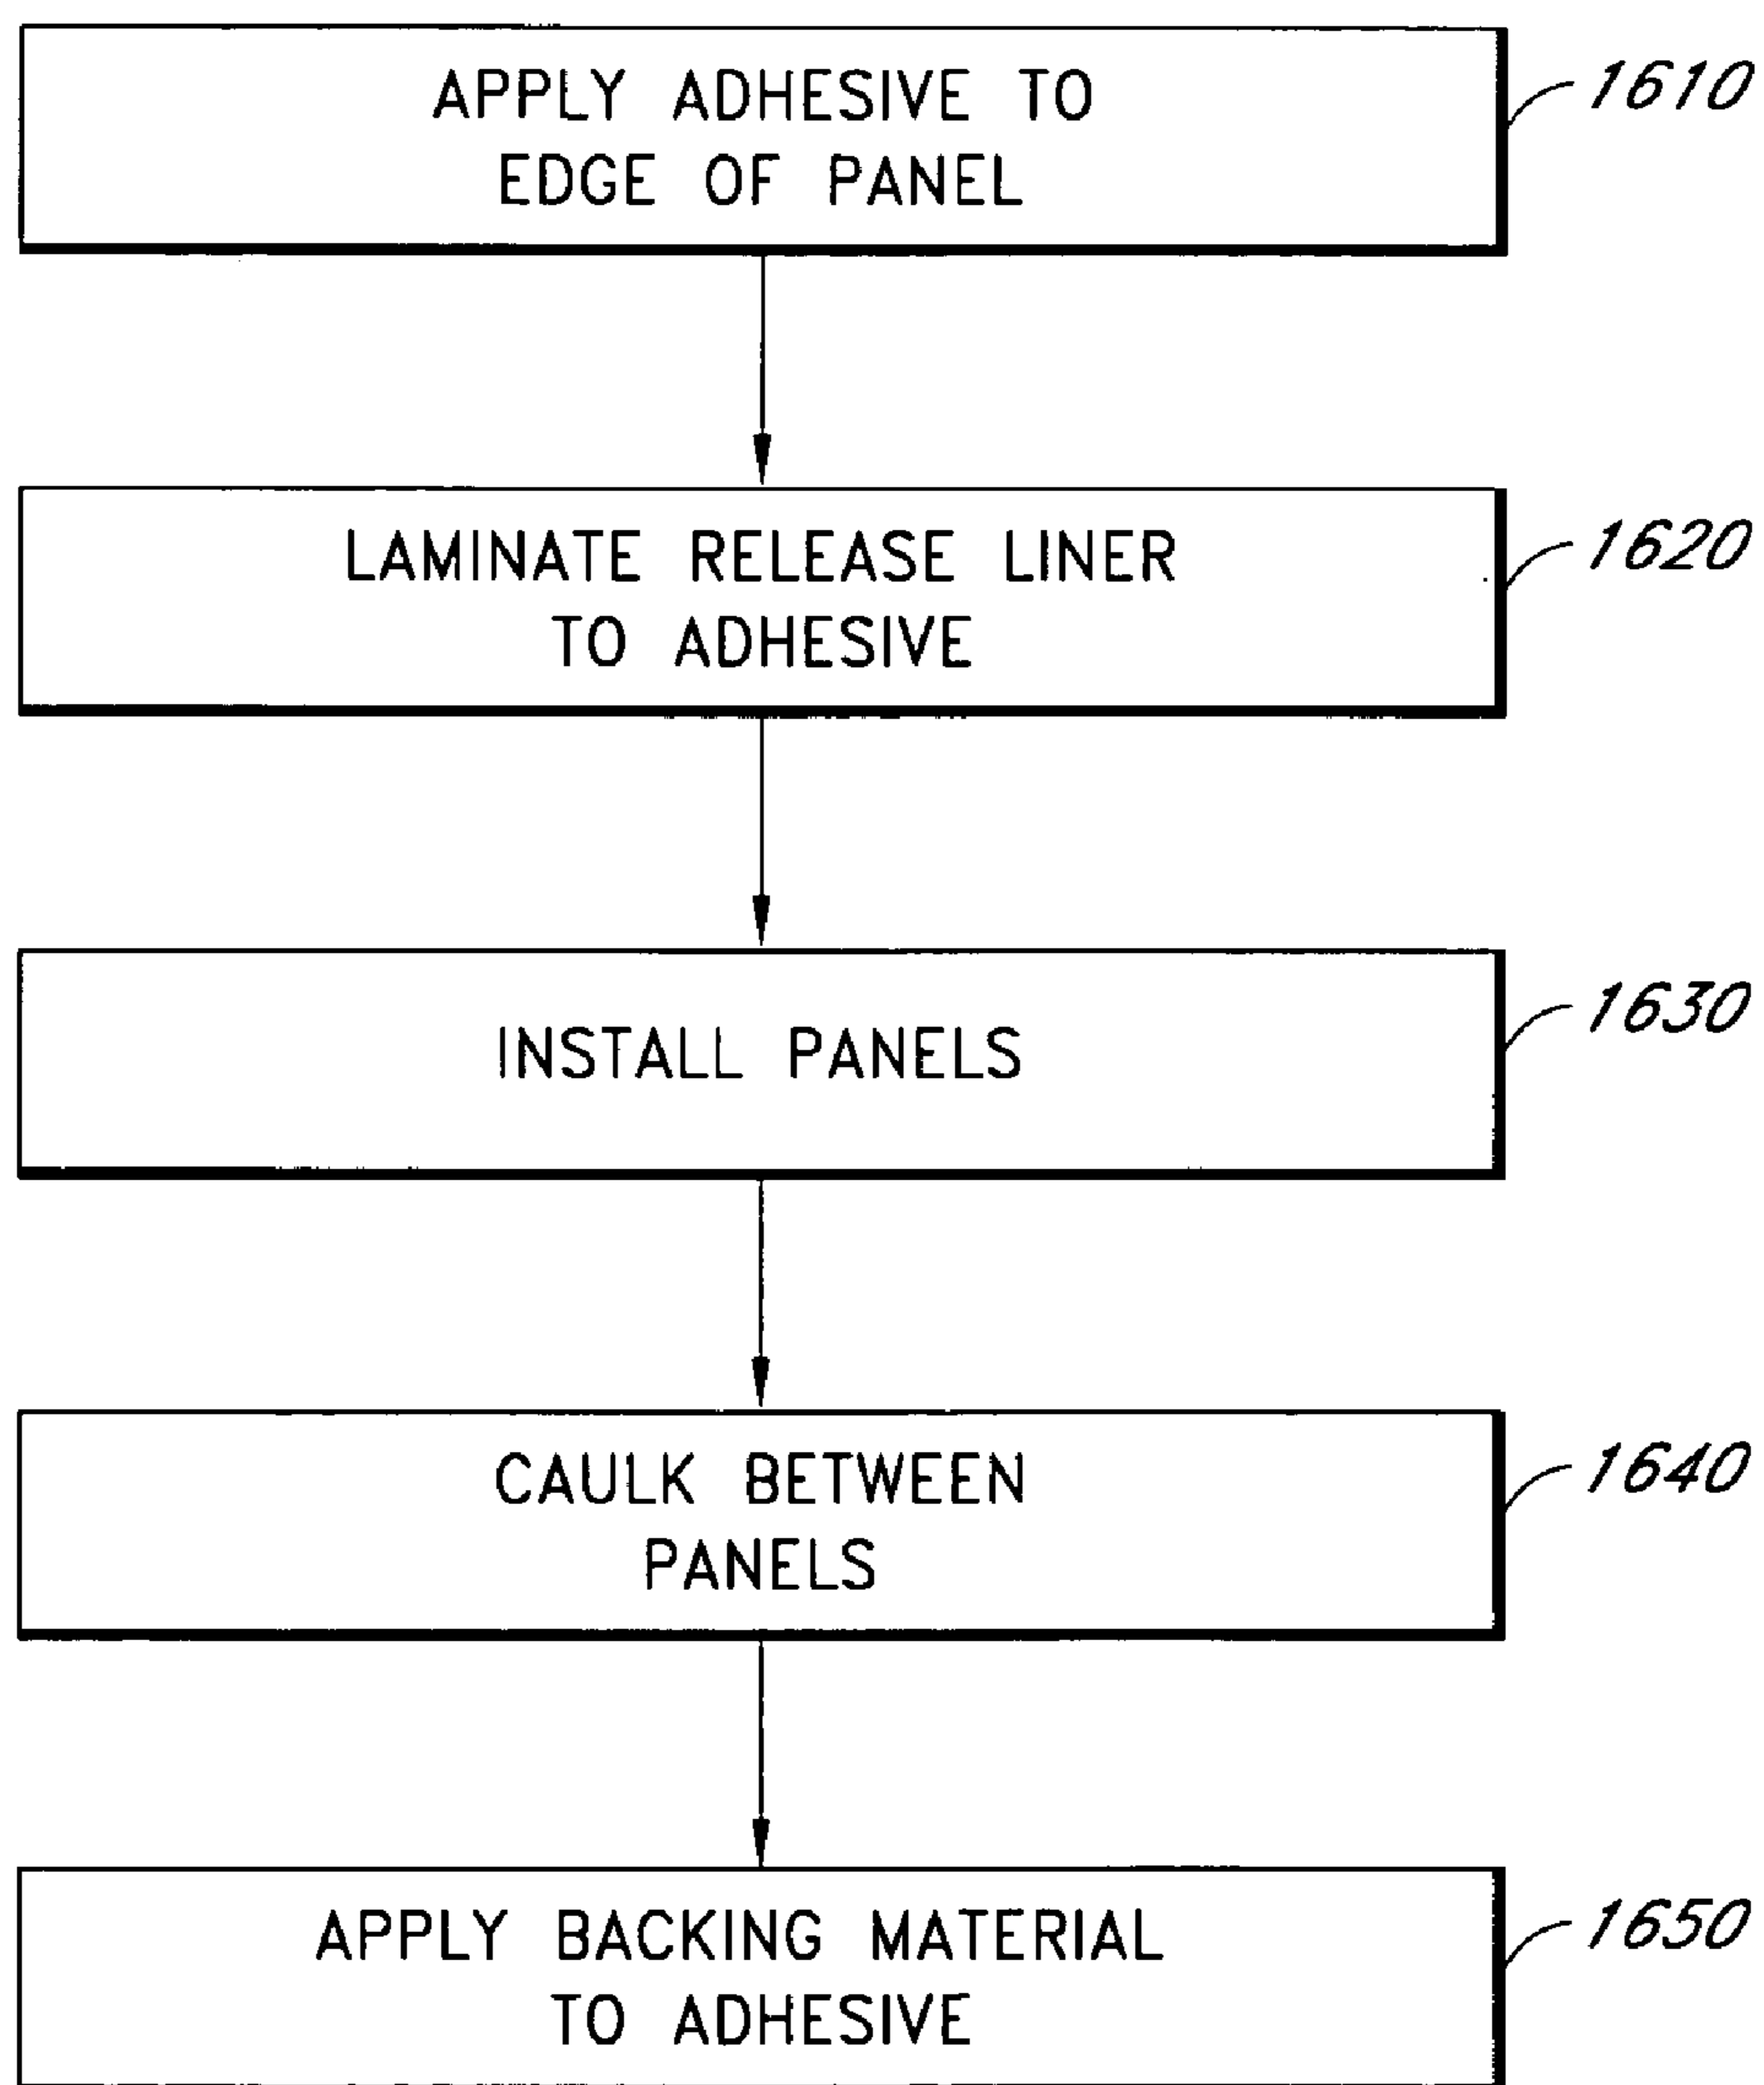 APPLY ADHESIVE TO
EDGE OF PANEL
1610
LAMINATE RELEASE LINER
TO ADHESIVE
1620
INSTALL PANELS
1630
CAULK BETWEEN
PANELS
1640
APPLY BACKING MATERIAL
TO ADHESIVE
1650